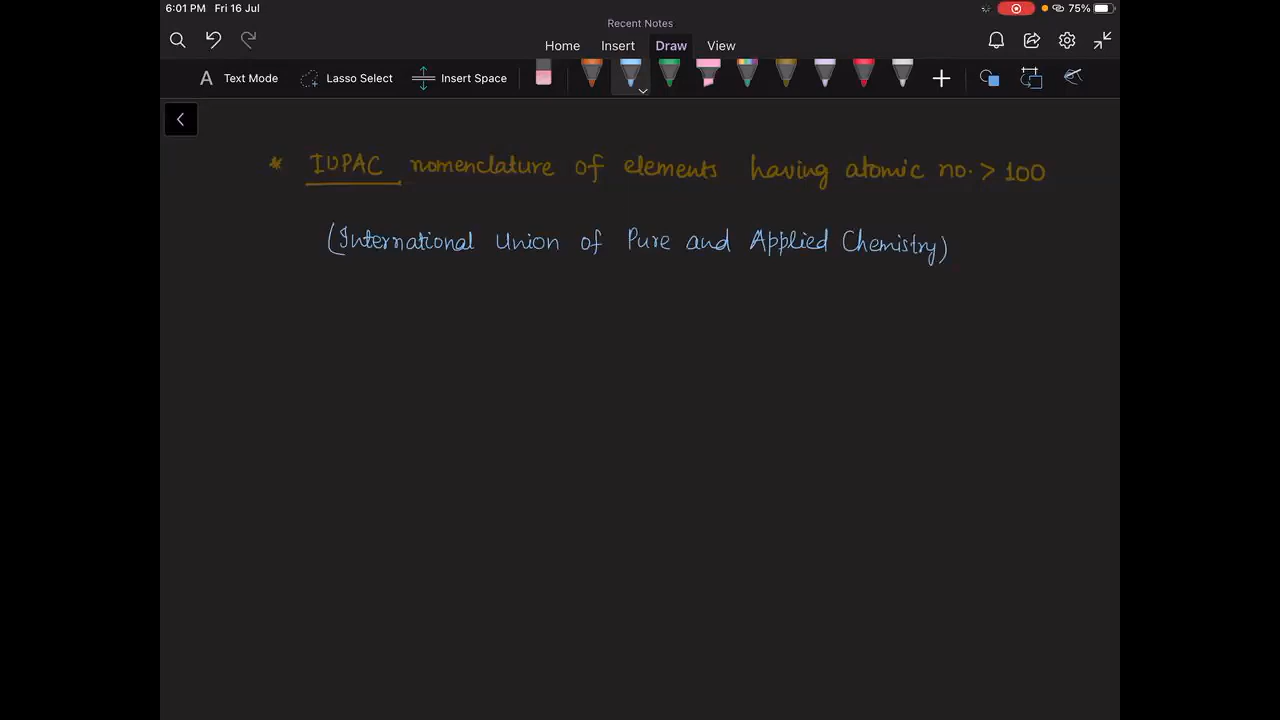 6:01 PM Fri 16 Jul 75%
Recent Notes
Home Insert Draw View
Text Mode Lasso Select Insert Space
* IUPAC nomenclature of elements having atomic no. > 100
(International Union of Pure and Applied Chemistry)